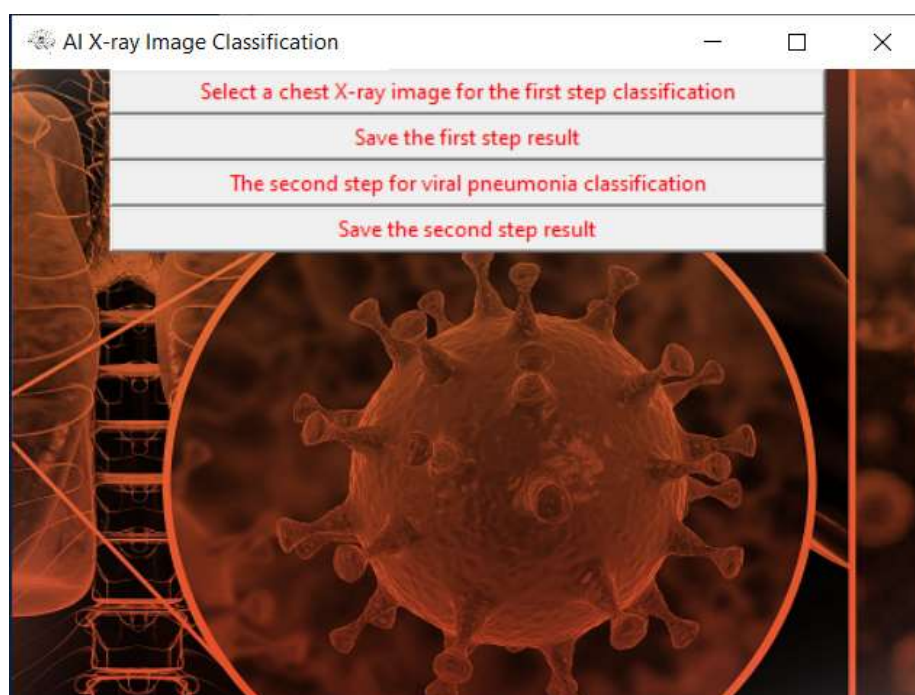 AI X-ray Image Classification
Select a chest X-ray image for the first step classification
Save the first step result
The second step for viral pneumonia classification
Save the second step result